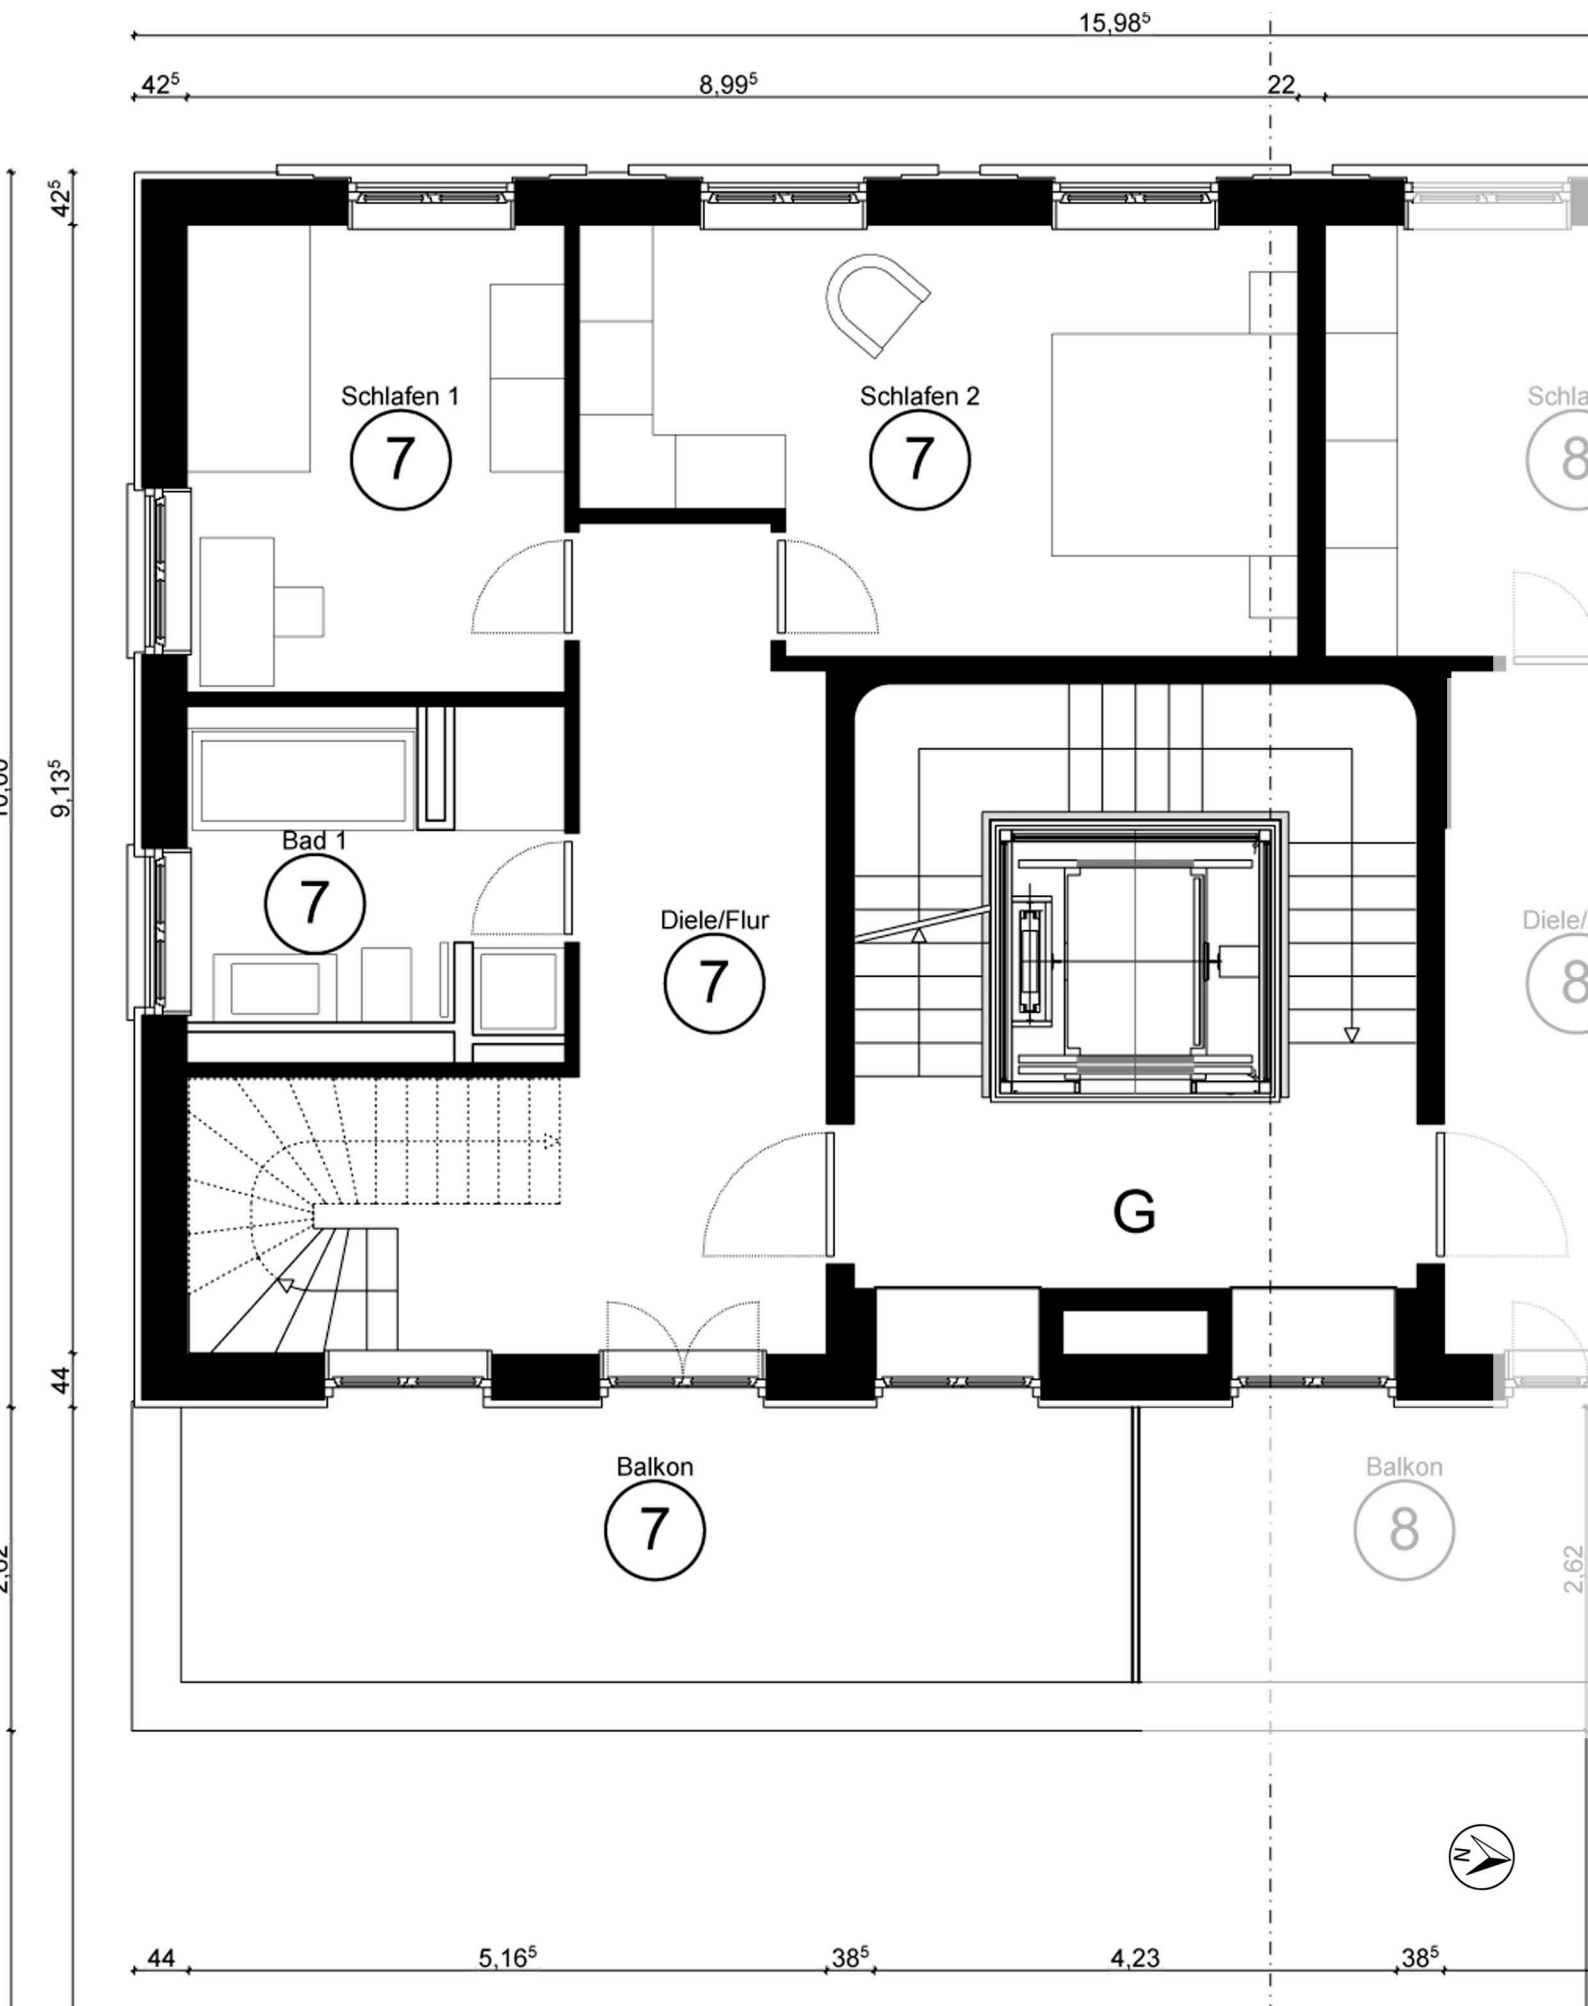 15,98⁵
42⁵
8,99⁵
22
42⁵
Schlafen 1
7
Schlafen 2
7
Schla
8
9,13⁵
Bad 1
7
Diele/Flur
7
Diele/
8
G
44
Balkon
7
Balkon
8
2,62
2,62
N
44
5,16⁵
38⁵
4,23
38⁵